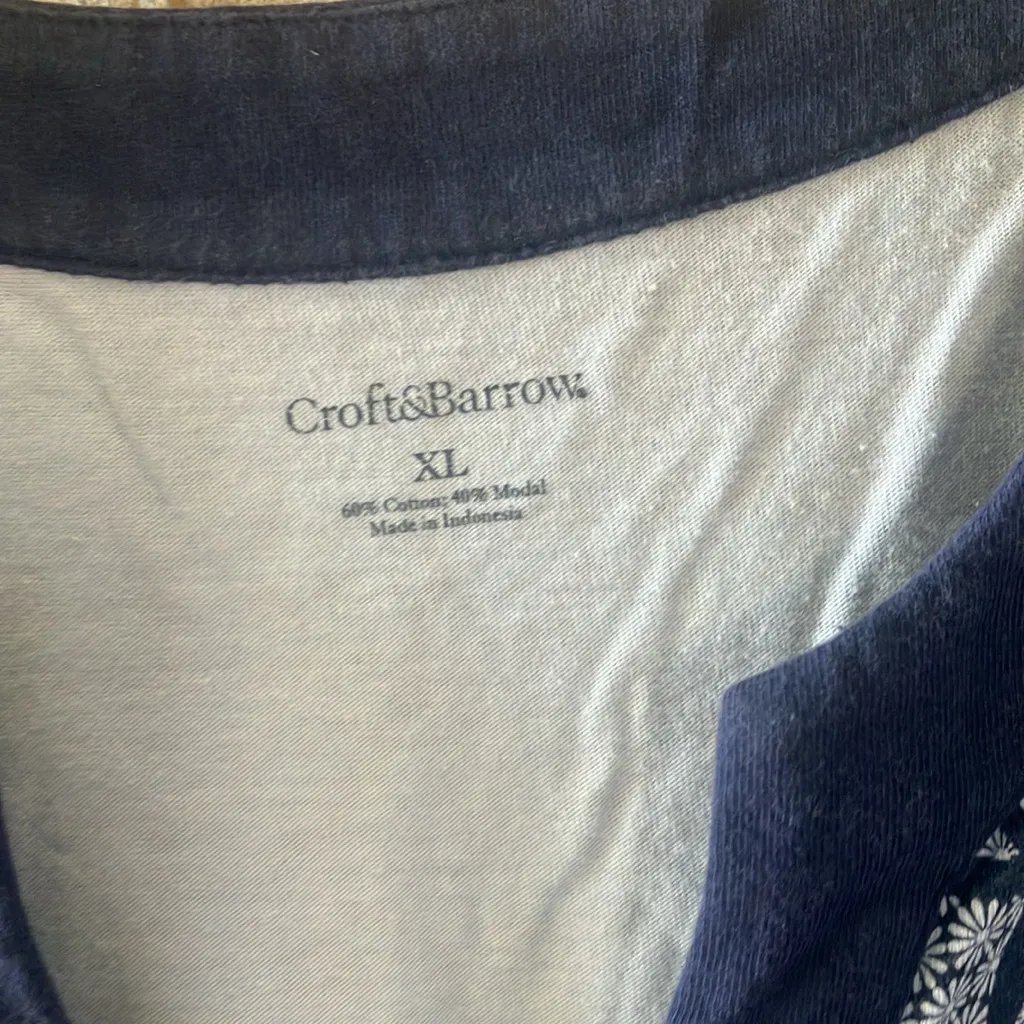 Croft&Barrow®
XL
60% Cotton; 40% Modal
Made in Indonesia